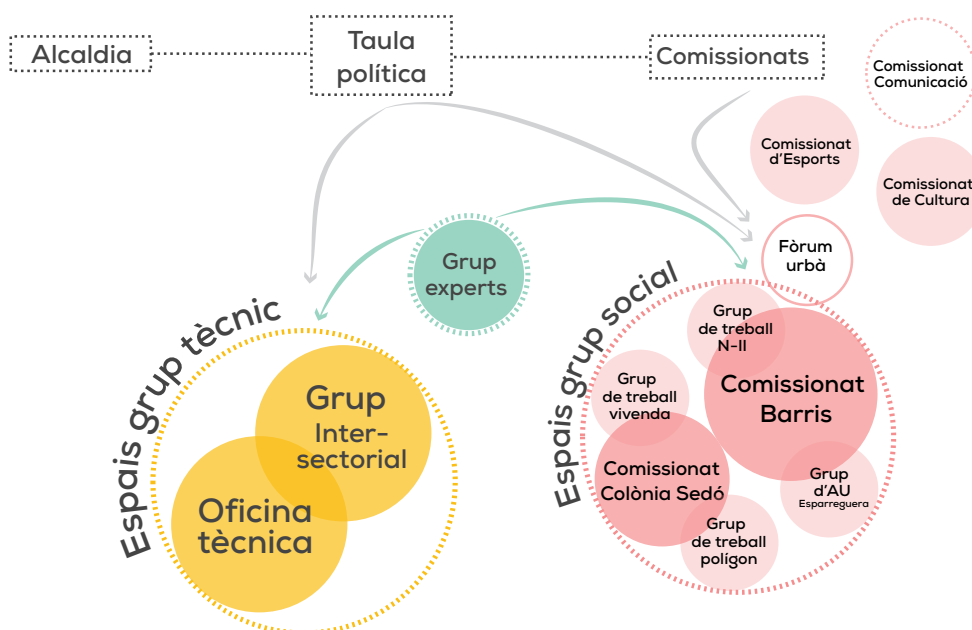 Alcaldia
Taula
política
Comissionats
Comissionat
Comunicació
Comissionat
d'Esports
Comissionat
de Cultura
Fòrum
urbà
Grup
experts
Espais grup tècnic
Grup
Inter-
sectorial
Oficina
tècnica
Espais grup social
Grup
de treball
N-II
Comissionat
Barris
Grup
de treball
vivenda
Comissionat
Colònia Sedó
Grup
d'AU
Esparreguera
Grup
de treball
polígon